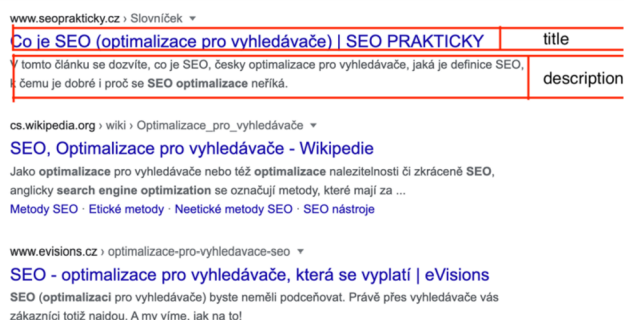 www.seoprakticky.cz › Slovníček ▼
Co je SEO (optimalizace pro vyhledávače) | SEO PRAKTICKY title
V tomto článku se dozvíte, co je SEO, česky optimalizace pro vyhledávače, jaká je definice SEO,
k čemu je dobré i proč se SEO optimalizace neříká. description
cs.wikipedia.org › wiki › Optimalizace_pro_vyhledávače ▼
SEO, Optimalizace pro vyhledávače - Wikipedie
Jako optimalizace pro vyhledávače nebo též optimalizace nalezitelnosti či zkráceně SEO,
anglicky search engine optimization se označují metody, které mají za ...
Metody SEO · Etické metody · Neetické metody SEO · SEO nástroje
www.evisions.cz › optimalizace-pro-vyhledavace-seo ▼
SEO - optimalizace pro vyhledávače, která se vyplatí | eVisions
SEO (optimalizaci pro vyhledávače) byste neměli podceňovat. Právě přes vyhledávače vás
zákazníci totiž najdou. A my víme, jak na to!